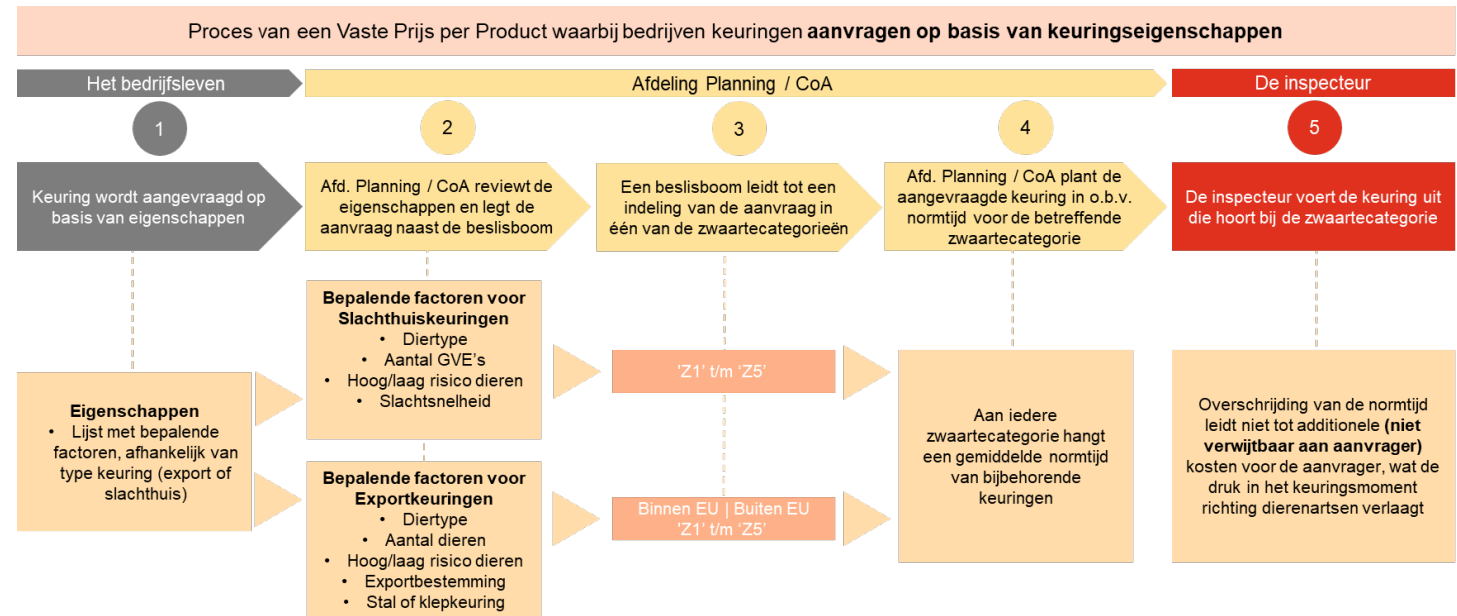 Proces van een Vaste Prijs per Product waarbij bedrijven keuringen aanvragen op basis van keuringseigenschappen
Het bedrijfsleven
Afdeling Planning / CoA
De inspecteur
1
2
3
4
5
Keuring wordt aangevraagd op
basis van eigenschappen
Afd. Planning / CoA reviewt de
eigenschappen en legt de
aanvraag naast de beslisboom
Een beslisboom leidt tot een
indeling van de aanvraag in
één van de zwaartecategorieën
Afd. Planning / CoA plant de
aangevraagde keuring in o.b.v.
normtijd voor de betreffende
zwaartecategorie
De inspecteur voert de keuring uit
die hoort bij de zwaartecategorie
Eigenschappen
• Lijst met bepalende
factoren, afhankelijk van
type keuring (export of
slachthuis)
Bepalende factoren voor
Slachthuiskeuringen
• Diertype
• Aantal GVE's
• Hoog/laag risico dieren
• Slachtsnelheid
Bepalende factoren voor
Exportkeuringen
• Diertype
• Aantal dieren
• Hoog/laag risico dieren
• Exportbestemming
• Stal of klepkeuring
'Z1' t/m 'Z5'
Binnen EU | Buiten EU
'Z1' t/m 'Z5'
Aan iedere
zwaartecategorie hangt
een gemiddelde normtijd
van bijbehorende
keuringen
Overschrijding van de normtijd
leidt niet tot additionele (niet
verwijtbaar aan aanvrager)
kosten voor de aanvrager, wat de
druk in het keuringsmoment
richting dierenartsen verlaagt